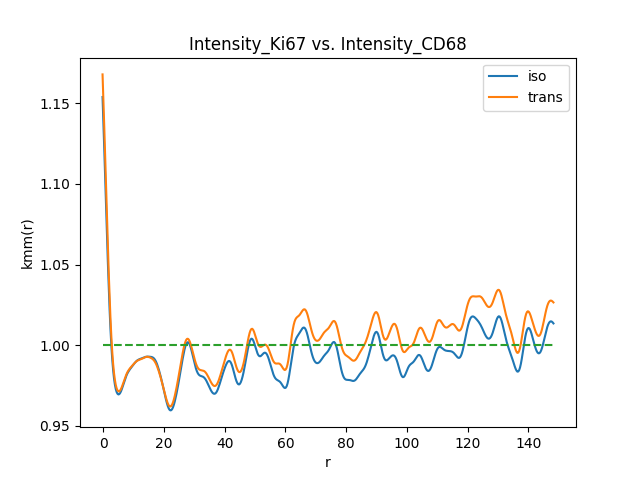 Intensity_Ki67 vs. Intensity_CD68
iso
trans
1.15
1.10
1.05
1.00
0.95
kmm(r)
0 20 40 60 80 100 120 140
r